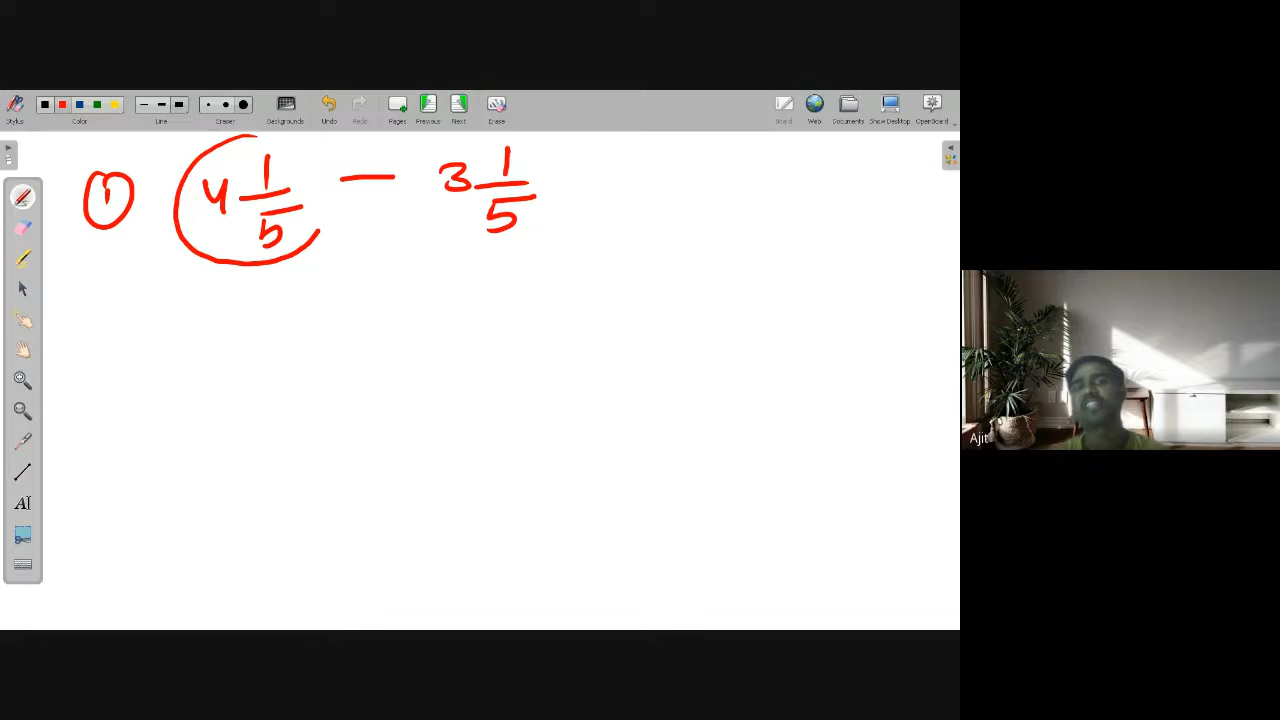 Stylus Color Line Eraser Backgrounds Undo Redo Pages Previous Next Erase Board Web Documents Show Desktop OpenBoard
① 4 1/5 — 3 1/5
AI
Ajit